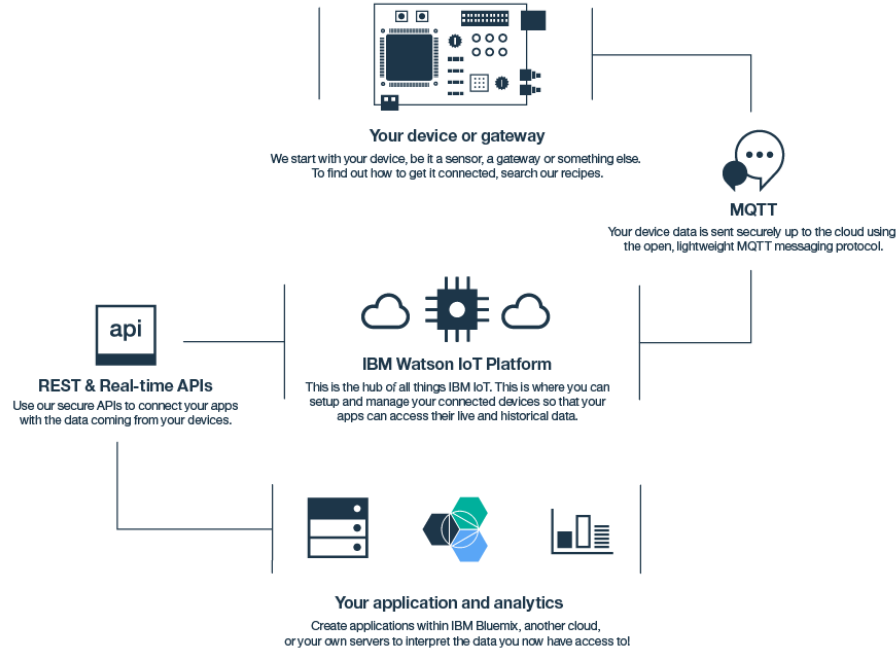 Your device or gateway
We start with your device, be it a sensor, a gateway or something else.
To find out how to get it connected, search our recipes.
MQTT
Your device data is sent securely up to the cloud using
the open, lightweight MQTT messaging protocol.
api
REST & Real-time APIs
Use our secure APIs to connect your apps
with the data coming from your devices.
IBM Watson IoT Platform
This is the hub of all things IBM IoT. This is where you can
setup and manage your connected devices so that your
apps can access their live and historical data.
Your application and analytics
Create applications within IBM Bluemix, another cloud,
or your own servers to interpret the data you now have access to!